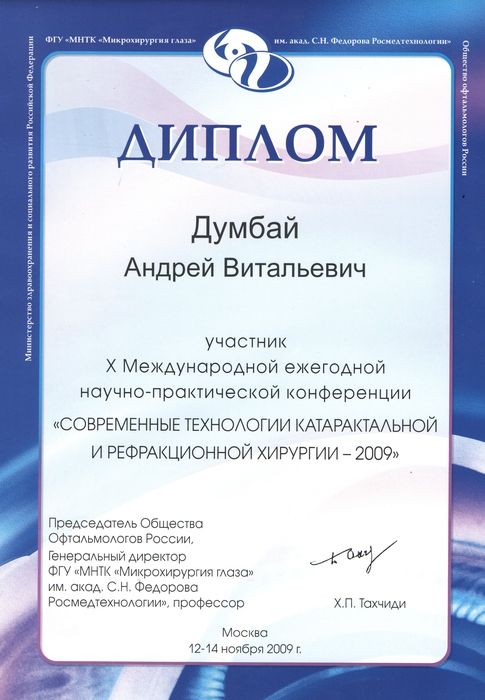 ФГУ «МНТК «Микрохирургия глаза» им. акад. С.Н. Федорова Росмедтехнологии»
Министерство здравоохранения и социального развития Российской Федерации
Общество офтальмологов России
ДИПЛОМ
Думбай
Андрей Витальевич
участник
X Международной ежегодной
научно-практической конференции
«СОВРЕМЕННЫЕ ТЕХНОЛОГИИ КАТАРАКТАЛЬНОЙ
И РЕФРАКЦИОННОЙ ХИРУРГИИ – 2009»
Председатель Общества
Офтальмологов России,
Генеральный директор
ФГУ «МНТК «Микрохирургия глаза»
им. акад. С.Н. Федорова
Росмедтехнологии», профессор
Х.П. Тахчиди
Москва
12-14 ноября 2009 г.